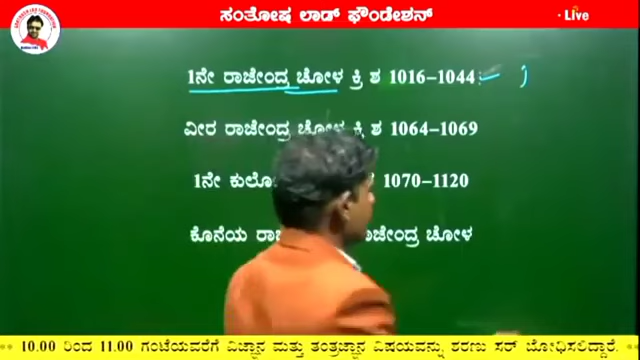 ಸಂತೋಷ ಲಾಡ್ ಫೌಂಡೇಶನ್
Live
1ನೇ ರಾಜೇಂದ್ರ ಚೋಳ ಕ್ರಿ ಶ 1016-1044
ವೀರ ರಾಜೇಂದ್ರ ಚೋಳ ಕ್ರಿ ಶ 1064-1069
1ನೇ 1070-1120
ಕೊನೆಯ ಚೋಳ
10.00 ರಿಂದ 11.00 ಗಂಟೆಯವರೆಗೆ ವಿಜ್ಞಾನ ಮತ್ತು ತಂತ್ರಜ್ಞಾನ ವಿಷಯವನ್ನು ಶರಣು ಸರ್ ಬೋಧಿಸಲಿದ್ದಾರೆ.